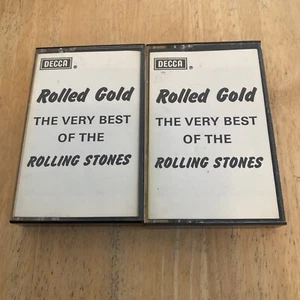 DECCA ®
Rolled Gold
THE VERY BEST
OF THE
ROLLING STONES
DECCA ®
Rolled Gold
THE VERY BEST
OF THE
ROLLING STONES